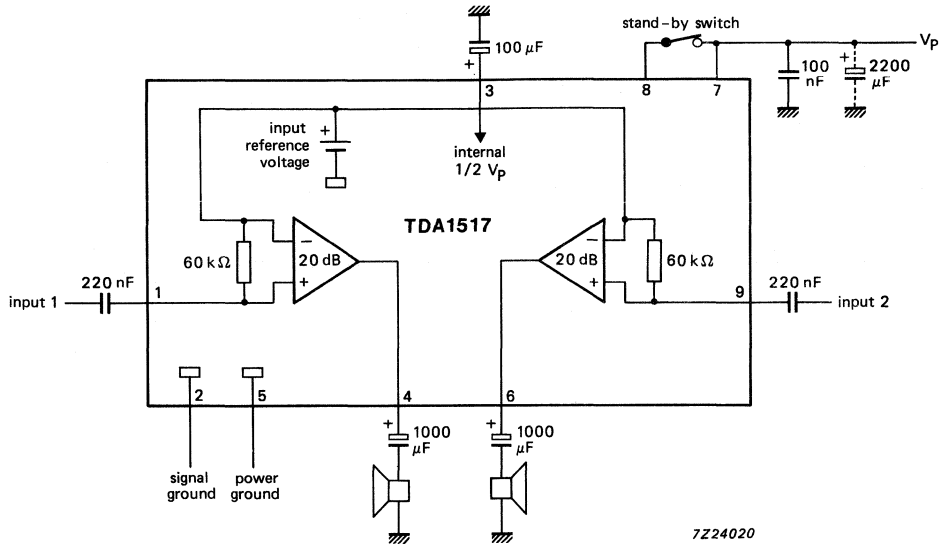 stand-by switch
100 μF
+
VP
100
nF
+
2200
μF
3
8
7
input
reference
voltage
+
internal
1/2 VP
TDA1517
60 kΩ
−
20 dB
+
−
20 dB
+
60 kΩ
input 1
220 nF
1
9
220 nF
input 2
2
5
4
6
+
1000
μF
+
1000
μF
signal
ground
power
ground
7Z24020